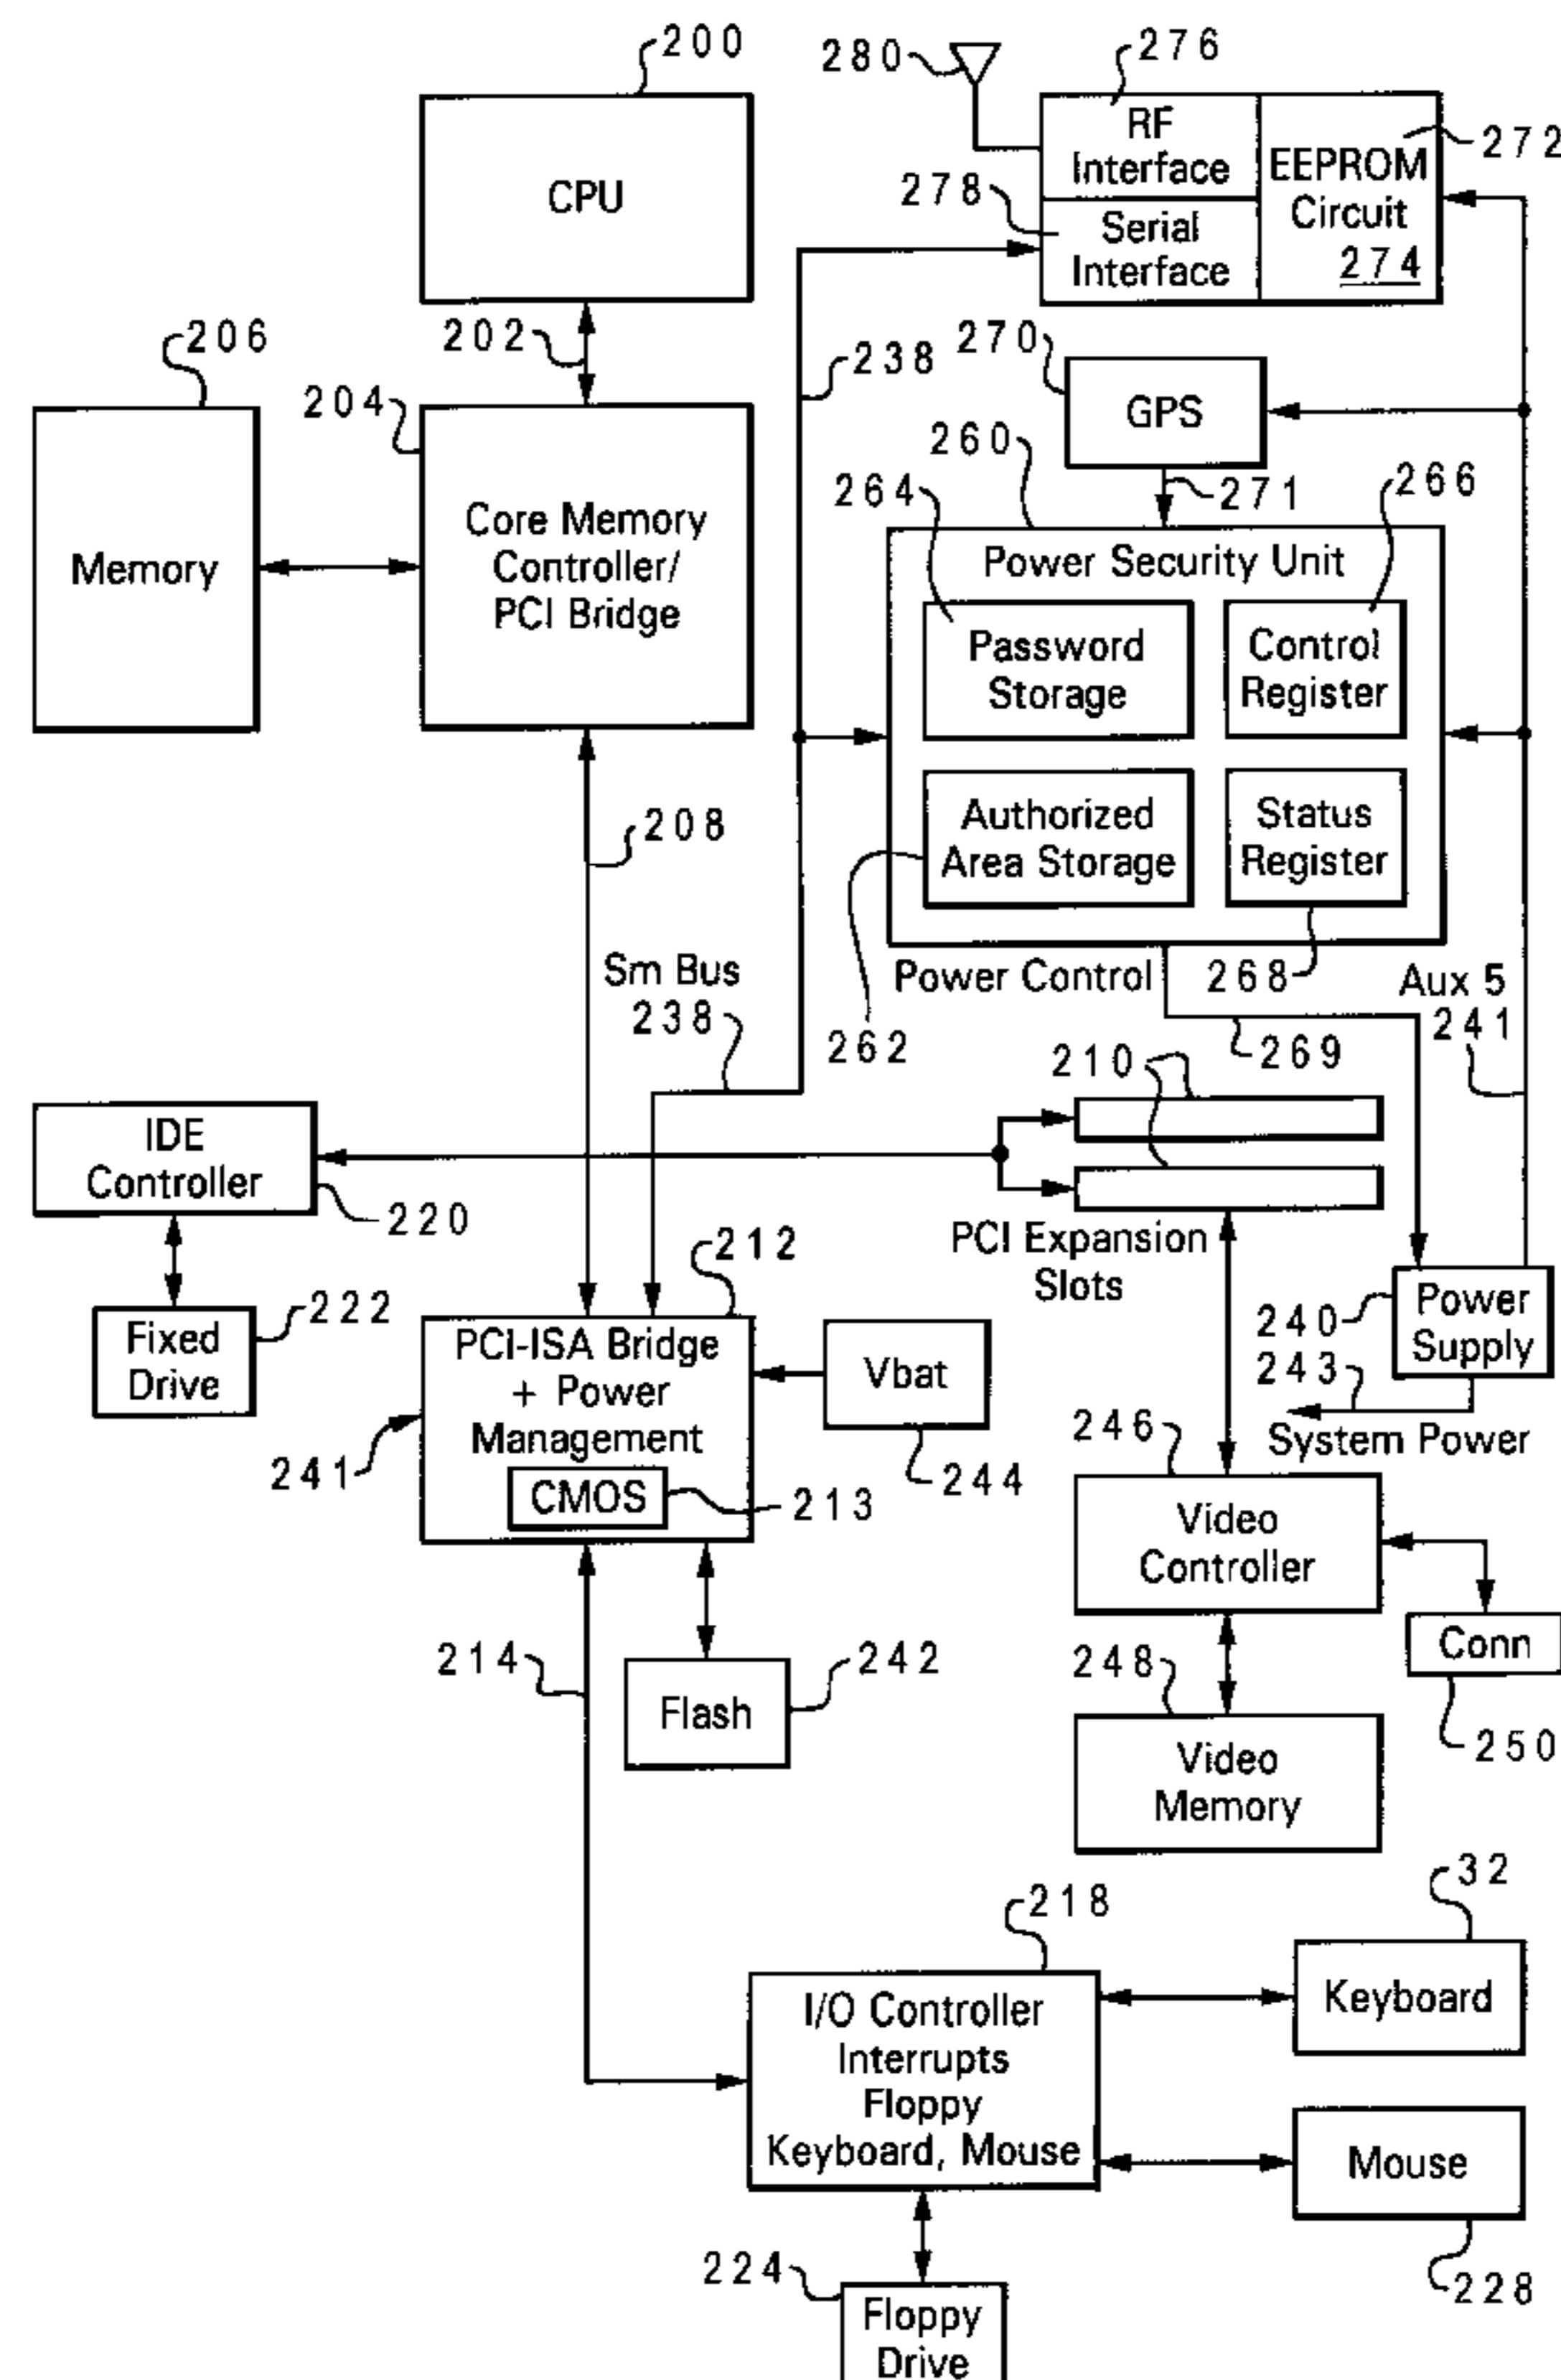 200
280
276
CPU
RF
Interface
EEPROM
Circuit
274
272
278
Serial
Interface
202
206
204
238
270
GPS
271
260
264
266
Memory
Core Memory
Controller/
PCI Bridge
Power Security Unit
Password
Storage
Control
Register
Authorized
Area Storage
Status
Register
208
Sm Bus
238
Power Control
262
268
269
Aux 5
241
210
IDE
Controller
220
PCI Expansion
Slots
212
Fixed
Drive
222
PCI-ISA Bridge
+ Power
Management
CMOS
213
241
Vbat
244
240
Power
Supply
243
System Power
246
Video
Controller
Conn
250
214
Flash
242
248
Video
Memory
218
32
I/O Controller
Interrupts
Floppy
Keyboard, Mouse
Keyboard
Mouse
228
224
Floppy
Drive